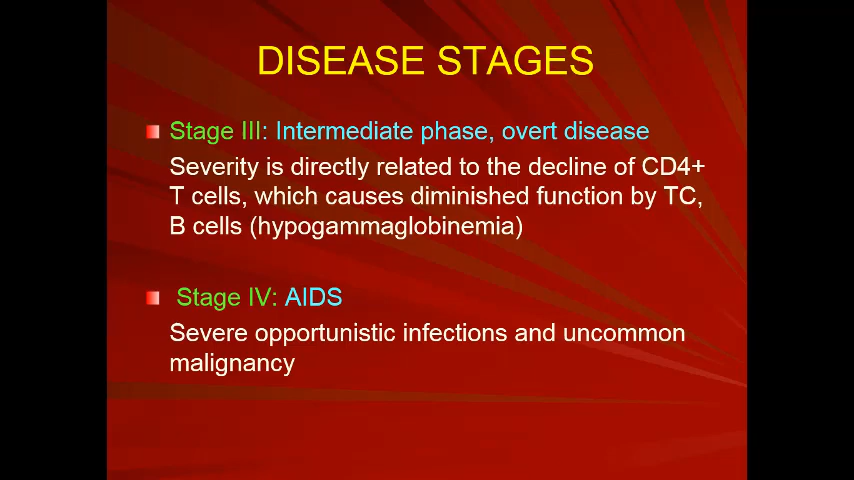 DISEASE STAGES
Stage III: Intermediate phase, overt disease
Severity is directly related to the decline of CD4+
T cells, which causes diminished function by TC,
B cells (hypogammaglobinemia)
Stage IV: AIDS
Severe opportunistic infections and uncommon
malignancy